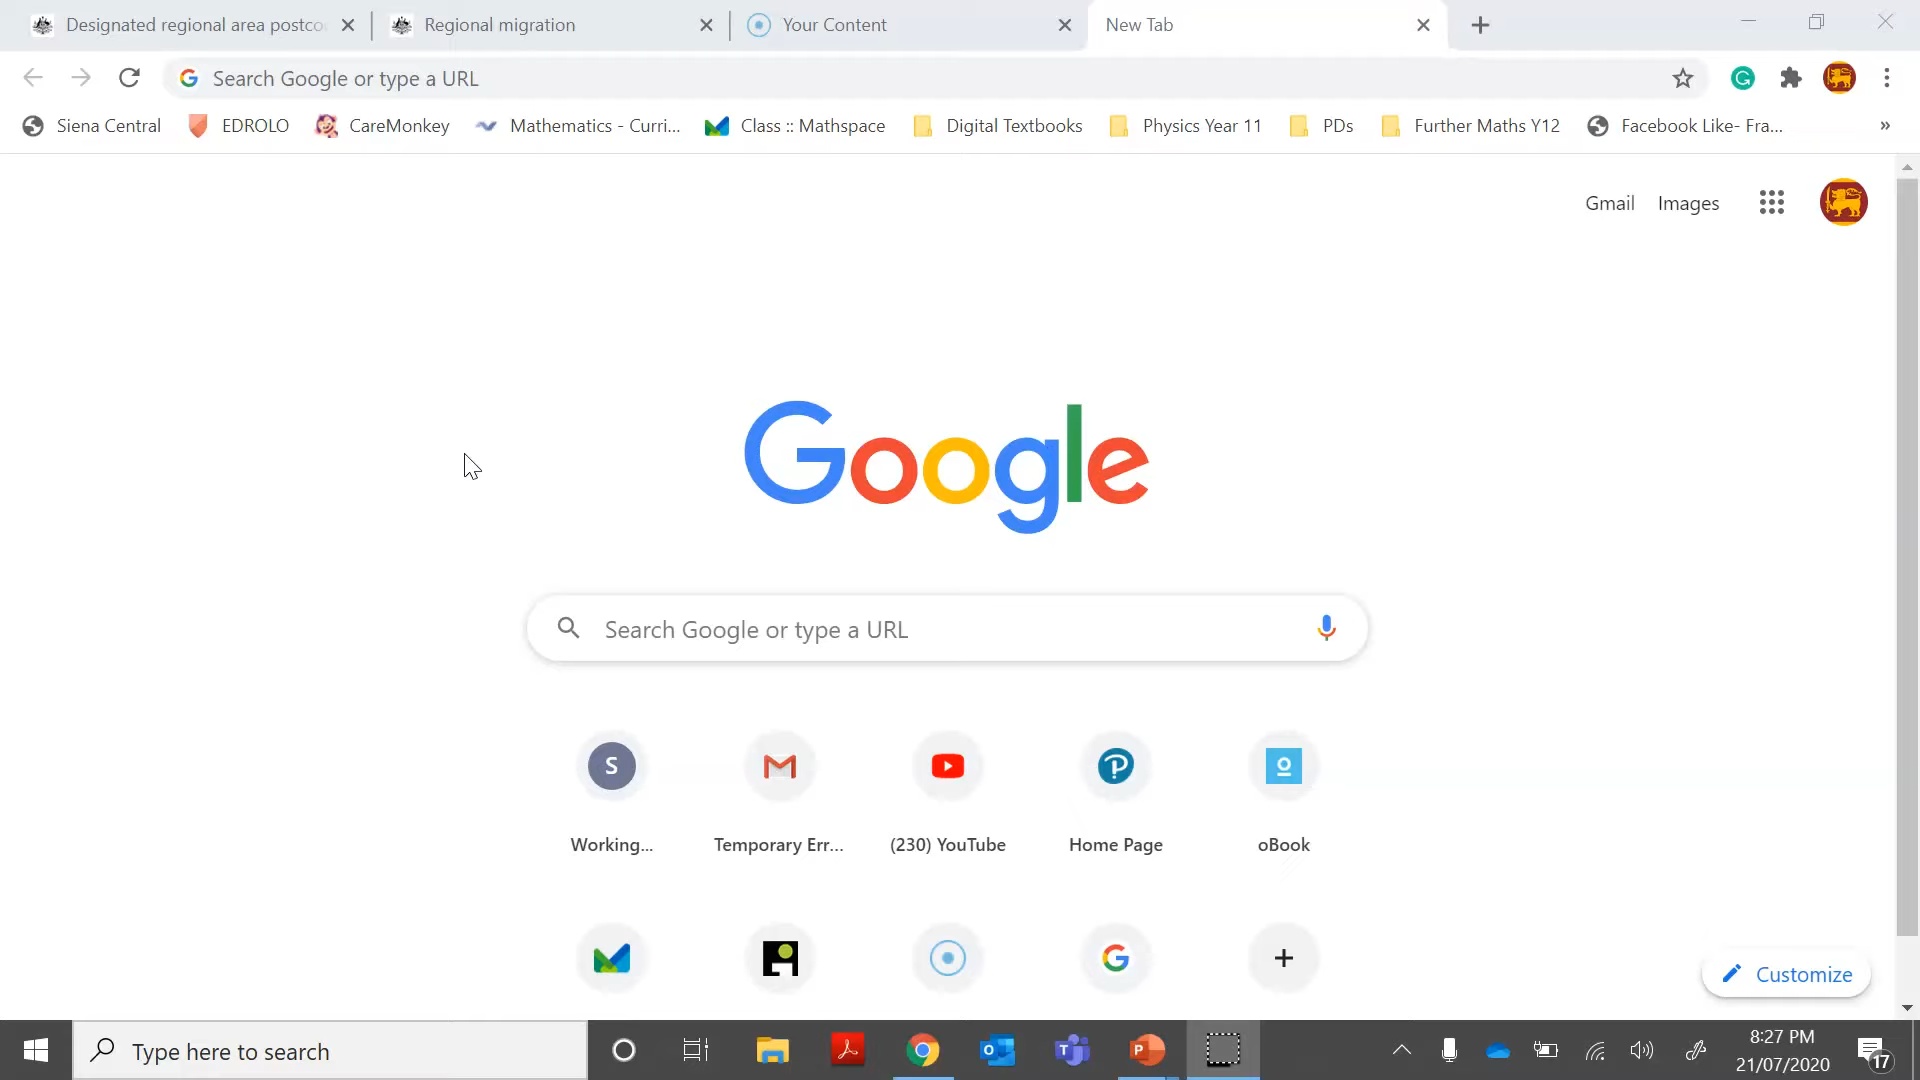 Designated regional area postco
Regional migration
Your Content
New Tab
Search Google or type a URL
Siena Central
EDROLO
CareMonkey
Mathematics - Curri...
Class :: Mathspace
Digital Textbooks
Physics Year 11
PDs
Further Maths Y12
Facebook Like- Fra...
»
Gmail
Images
Google
Search Google or type a URL
S
Working...
Temporary Err...
(230) YouTube
Home Page
oBook
Customize
Type here to search
8:27 PM
21/07/2020
17